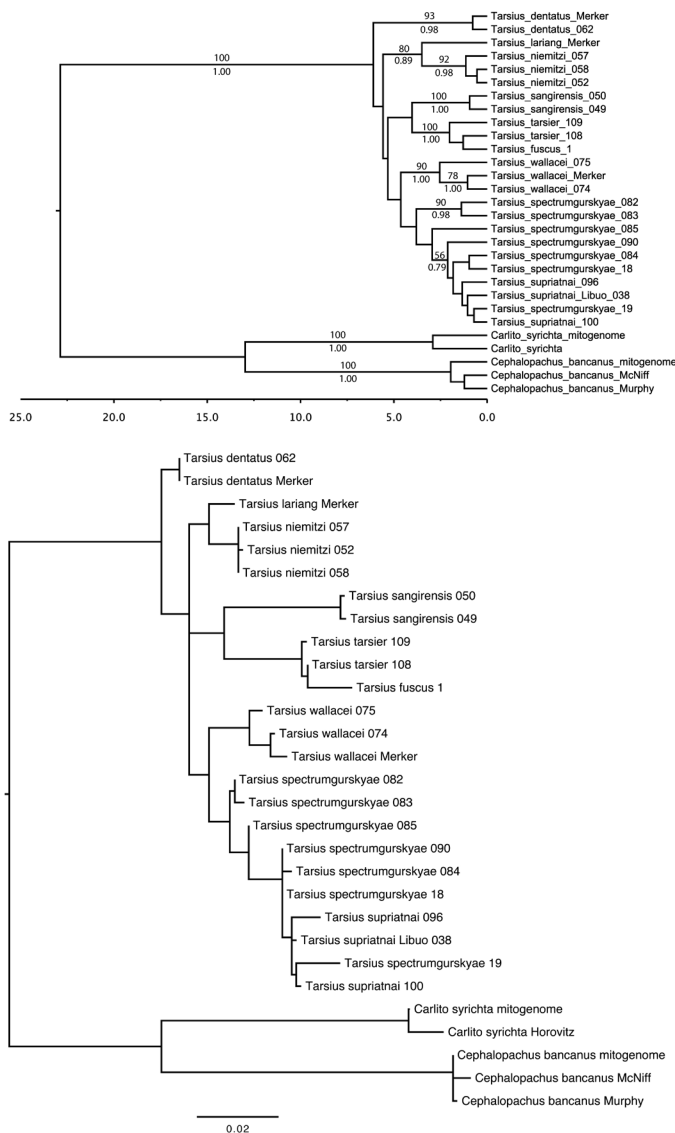 93
Tarsius_dentatus_Merker
0.98
Tarsius_dentatus_062
80
Tarsius_lariang_Merker
0.89
92
Tarsius_niemitzi_057
0.98
Tarsius_niemitzi_058
Tarsius_niemitzi_052
100
1.00
100
Tarsius_sangirensis_050
1.00
Tarsius_sangirensis_049
100
Tarsius_tarsier_109
1.00
Tarsius_tarsier_108
Tarsius_fuscus_1
90
Tarsius_wallacei_075
1.00
78
Tarsius_wallacei_Merker
1.00
Tarsius_wallacei_074
90
Tarsius_spectrumgurskyae_082
0.98
Tarsius_spectrumgurskyae_083
Tarsius_spectrumgurskyae_085
Tarsius_spectrumgurskyae_090
56
Tarsius_spectrumgurskyae_084
0.79
Tarsius_spectrumgurskyae_18
Tarsius_supriatnai_096
Tarsius_supriatnai_Libuo_038
Tarsius_spectrumgurskyae_19
Tarsius_supriatnai_100
100
Carlito_syrichta_mitogenome
1.00
Carlito_syrichta
100
Cephalopachus_bancanus_mitogenome
1.00
Cephalopachus_bancanus_McNiff
Cephalopachus_bancanus_Murphy
25.0 20.0 15.0 10.0 5.0 0.0
Tarsius dentatus 062
Tarsius dentatus Merker
Tarsius lariang Merker
Tarsius niemitzi 057
Tarsius niemitzi 052
Tarsius niemitzi 058
Tarsius sangirensis 050
Tarsius sangirensis 049
Tarsius tarsier 109
Tarsius tarsier 108
Tarsius fuscus 1
Tarsius wallacei 075
Tarsius wallacei 074
Tarsius wallacei Merker
Tarsius spectrumgurskyae 082
Tarsius spectrumgurskyae 083
Tarsius spectrumgurskyae 085
Tarsius spectrumgurskyae 090
Tarsius spectrumgurskyae 084
Tarsius spectrumgurskyae 18
Tarsius supriatnai 096
Tarsius supriatnai Libuo 038
Tarsius spectrumgurskyae 19
Tarsius supriatnai 100
Carlito syrichta mitogenome
Carlito syrichta Horovitz
Cephalopachus bancanus mitogenome
Cephalopachus bancanus McNiff
Cephalopachus bancanus Murphy
0.02